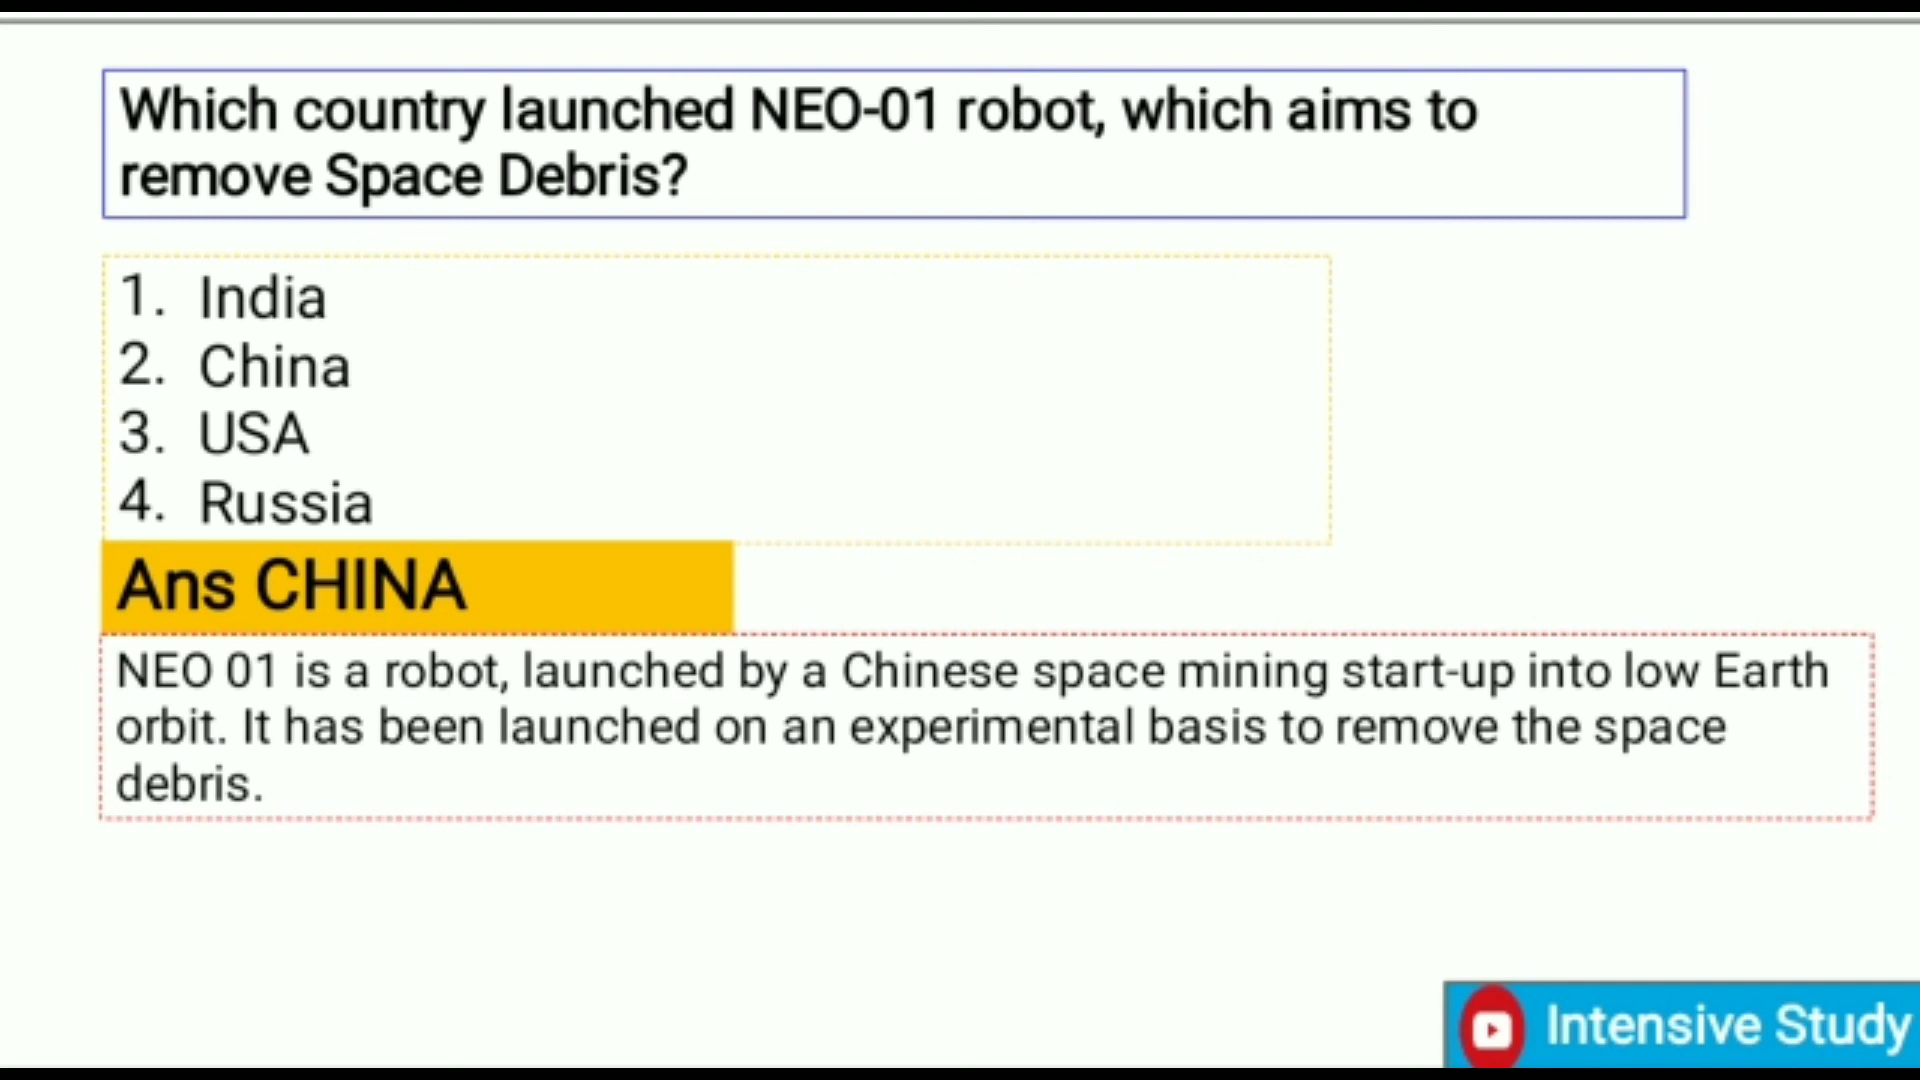 Which country launched NEO-01 robot, which aims to
remove Space Debris?
1. India
2. China
3. USA
4. Russia
Ans CHINA
NEO 01 is a robot, launched by a Chinese space mining start-up into low Earth
orbit. It has been launched on an experimental basis to remove the space
debris.
Intensive Study